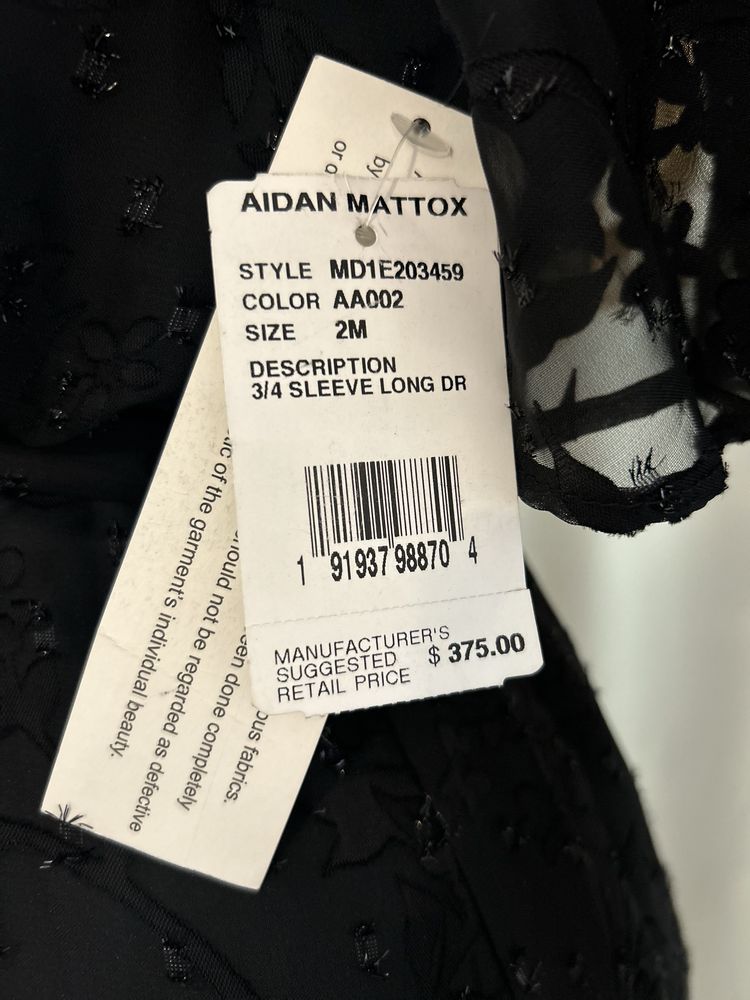 AIDAN MATTOX
STYLE MD1E203459
COLOR AA002
SIZE 2M
DESCRIPTION
3/4 SLEEVE LONG DR
1 91937 98870 4
MANUFACTURER'S
SUGGESTED
RETAIL PRICE
$ 375.00
or
by
ous fabrics.
een done completely
hould not be regarded as defective
ic of the garment's individual beauty.